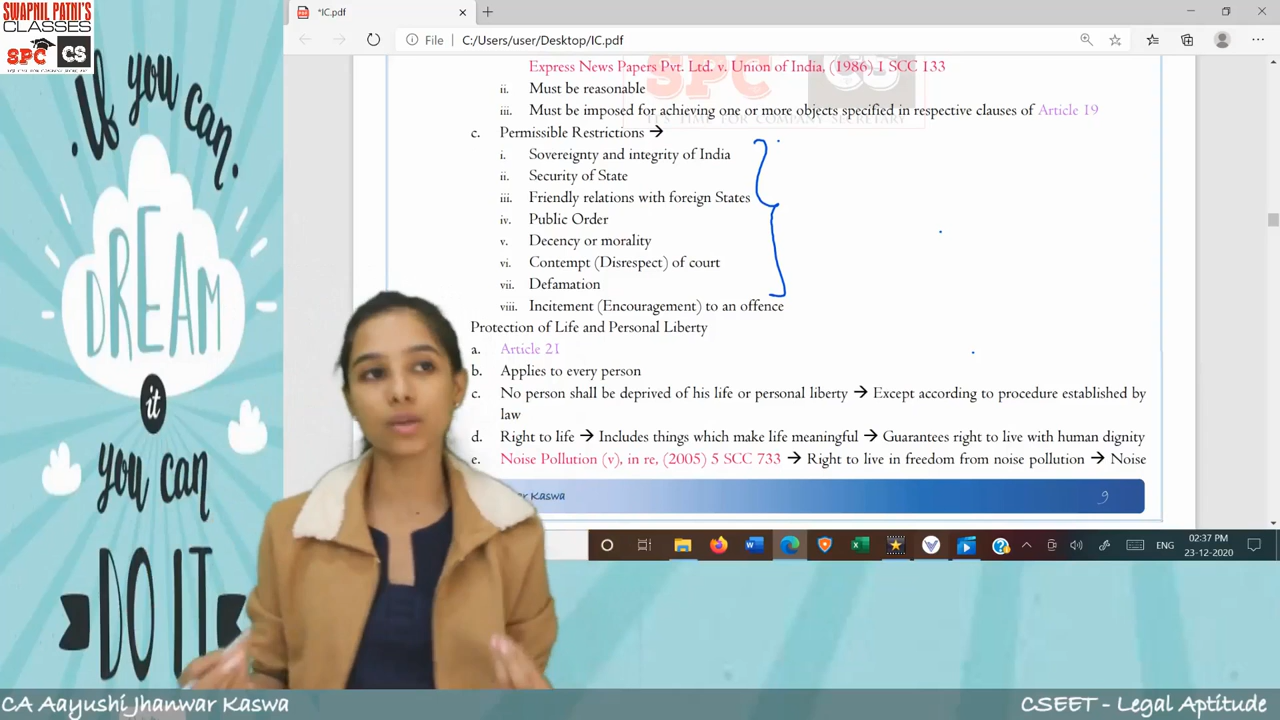 SWAPNIL PATNI'S
CLASSES
SPC CS
If you can
DREAM
it
you can
DO IT
*IC.pdf
File C:/Users/user/Desktop/IC.pdf
SPC
TIME FOR COMPANY SECRETARY
Express News Papers Pvt. Ltd. v. Union of India, (1986) 1 SCC 133
ii. Must be reasonable
iii. Must be imposed for achieving one or more objects specified in respective clauses of Article 19
c. Permissible Restrictions →
i. Sovereignty and integrity of India
ii. Security of State
iii. Friendly relations with foreign States
iv. Public Order
v. Decency or morality
vi. Contempt (Disrespect) of court
vii. Defamation
viii. Incitement (Encouragement) to an offence
Protection of Life and Personal Liberty
a. Article 21
b. Applies to every person
c. No person shall be deprived of his life or personal liberty → Except according to procedure established by
law
d. Right to life → Includes things which make life meaningful → Guarantees right to live with human dignity
e. Noise Pollution (v), in re, (2005) 5 SCC 733 → Right to live in freedom from noise pollution → Noise
Kaswa 9
ENG 02:37 PM
23-12-2020
CA Aayushi Jhanwar Kaswa CSEET - Legal Aptitude